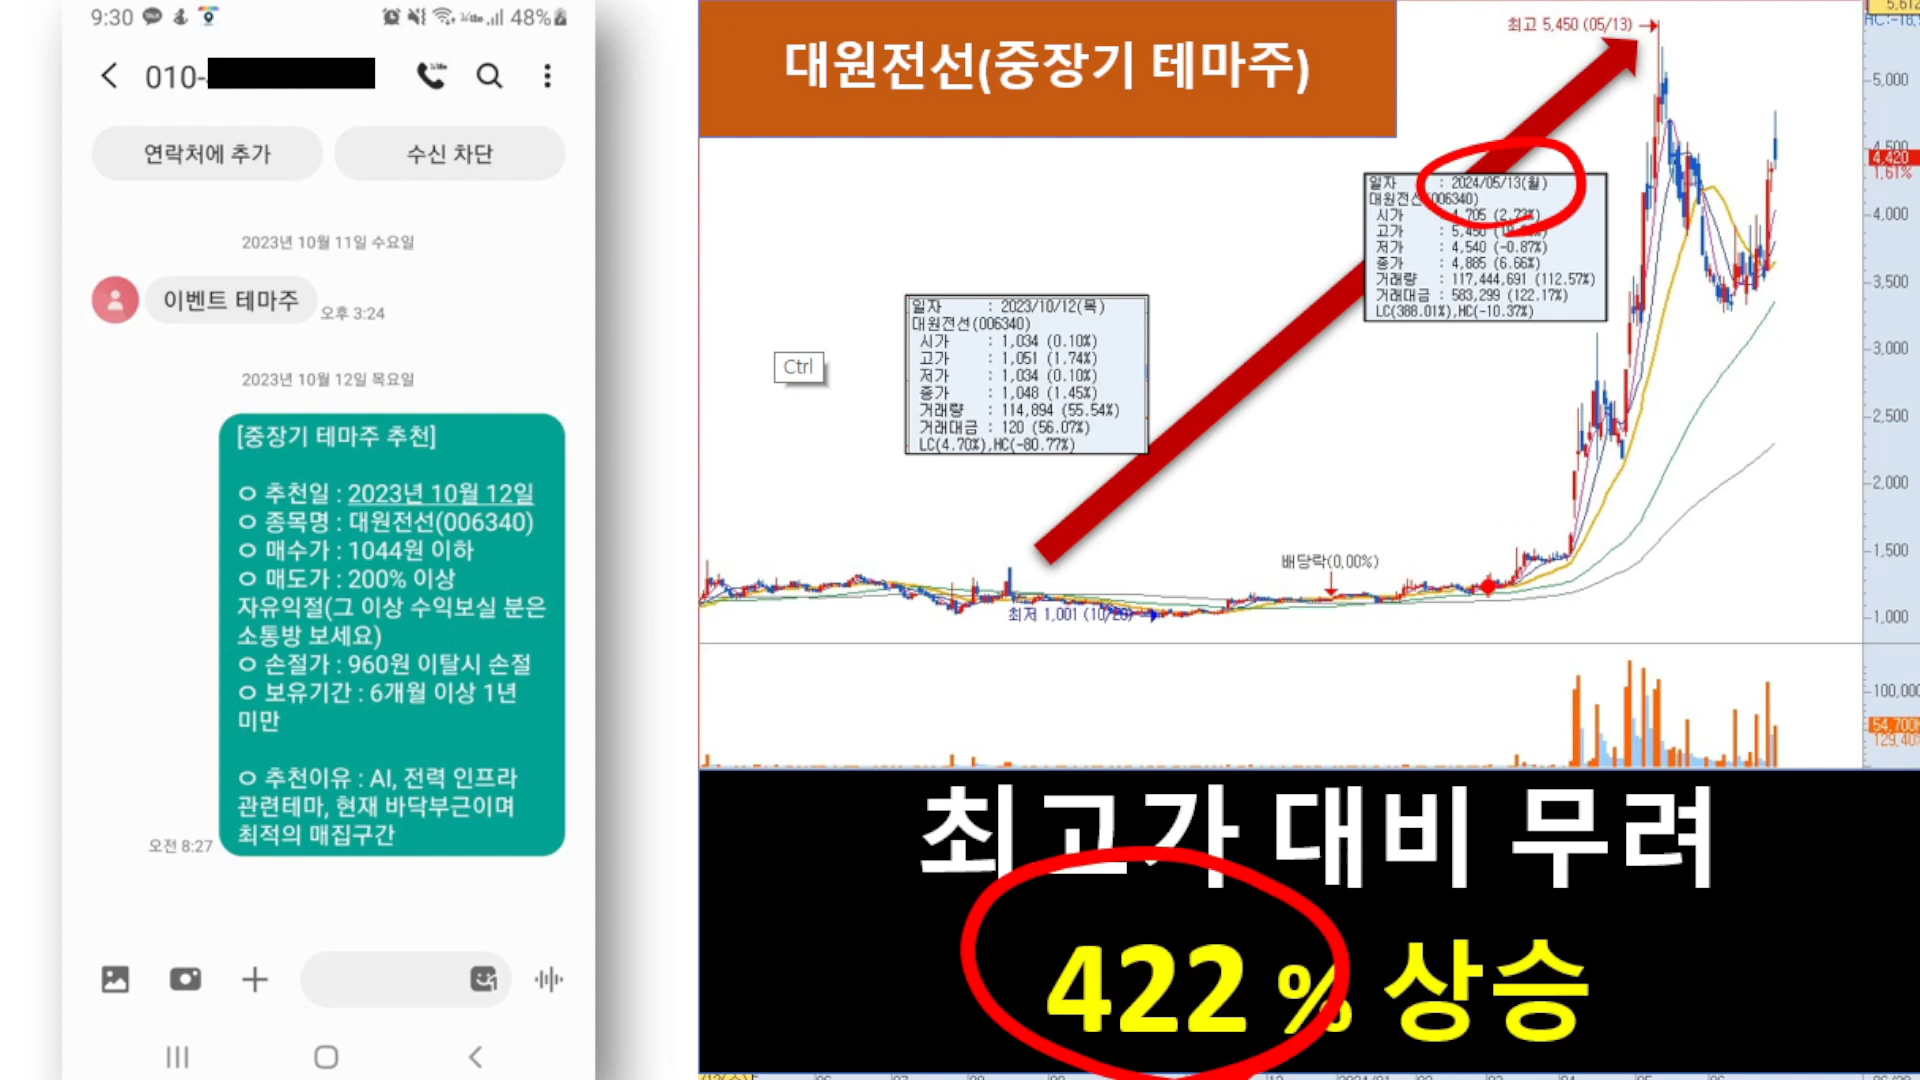 9:30
48%
010-
연락처에 추가
수신 차단
2023년 10월 11일 수요일
이벤트 테마주
오후 3:24
2023년 10월 12일 목요일
[중장기 테마주 추천]
ㅇ 추천일 : 2023년 10월 12일
ㅇ 종목명 : 대원전선(006340)
ㅇ 매수가 : 1044원 이하
ㅇ 매도가 : 200% 이상
자유익절(그 이상 수익보실 분은
소통방 보세요)
ㅇ 손절가 : 960원 이탈시 손절
ㅇ 보유기간 : 6개월 이상 1년
미만
ㅇ 추천이유 : AI, 전력 인프라
관련테마, 현재 바닥부근이며
최적의 매집구간
오전 8:27
대원전선(중장기 테마주)
최고 5,450 (05/13)
일자 : 2024/05/13(월)
대원전선(006340)
시가 : 4,705 (2.73%)
고가 : 5,450
저가 : 4,540 (-0.87%)
종가 : 4,885 (6.66%)
거래량 : 117,444,691 (112.57%)
거래대금 : 583,299 (122.17%)
LC(388.01%),HC(-10.37%)
일자 : 2023/10/12(목)
대원전선(006340)
시가 : 1,034 (0.10%)
고가 : 1,051 (1.74%)
저가 : 1,034 (0.10%)
종가 : 1,048 (1.45%)
거래량 : 114,894 (55.54%)
거래대금 : 120 (56.07%)
LC(4.70%),HC(-80.77%)
Ctrl
배당락(0.00%)
최저 1,001 (10/26)
5,000
4,500
4,420
1.61%
4,000
3,500
3,000
2,500
2,000
1,500
1,000
100,000
최고가 대비 무려
422 % 상승